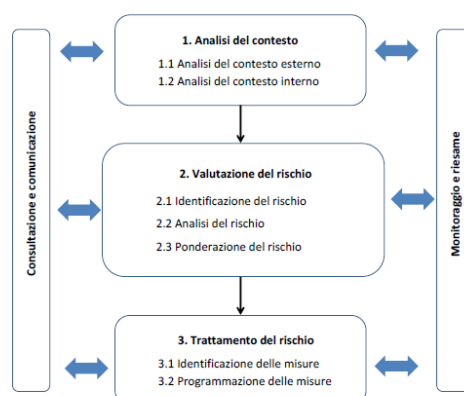 1. Analisi del contesto
1.1 Analisi del contesto esterno
1.2 Analisi del contesto interno
Consultazione e comunicazione
Monitoraggio e riesame
2. Valutazione del rischio
2.1 Identificazione del rischio
2.2 Analisi del rischio
2.3 Ponderazione del rischio
3. Trattamento del rischio
3.1 Identificazione delle misure
3.2 Programmazione delle misure